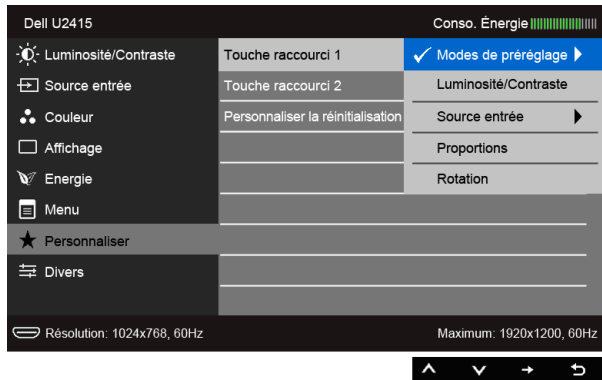 Dell U2415 Conso. Énergie
Luminosité/Contraste Touche raccourci 1 Modes de préréglage
Source entrée Touche raccourci 2 Luminosité/Contraste
Couleur Personnaliser la réinitialisation Source entrée
Affichage Proportions
Energie Rotation
Menu
Personnaliser
Divers
Résolution: 1024x768, 60Hz Maximum: 1920x1200, 60Hz